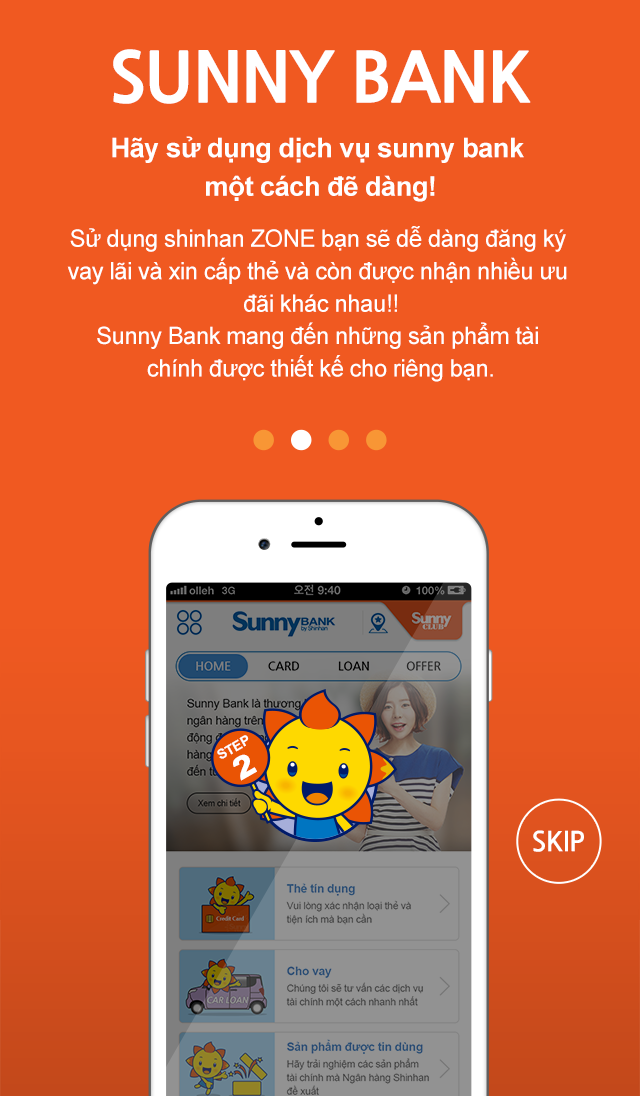 SUNNY BANK
Hãy sử dụng dịch vụ sunny bank
một cách đẽ dàng!
Sử dụng shinhan ZONE bạn sẽ dễ dàng đăng ký
vay lãi và xin cấp thẻ và còn được nhận nhiều ưu
đãi khác nhau!!
Sunny Bank mang đến những sản phẩm tài
chính được thiết kế cho riêng bạn.
olleh 3G 오전 9:40 100%
Sunny BANK
by Shinhan
Sunny
CLUB
HOME CARD LOAN OFFER
Sunny Bank là thương
ngân hàng trên
động
hàng
đến
STEP
2
Xem chi tiết
SKIP
Credit Card
Thẻ tín dụng
Vui lòng xác nhận loại thẻ và
tiện ích mà bạn cần
CAR LOAN
Cho vay
Chúng tôi sẽ tư vấn các dịch vụ
tài chính một cách nhanh nhất
Sản phẩm được tin dùng
Hãy trải nghiệm các sản phẩm
tài chính mà Ngân hàng Shinhan
đề xuất